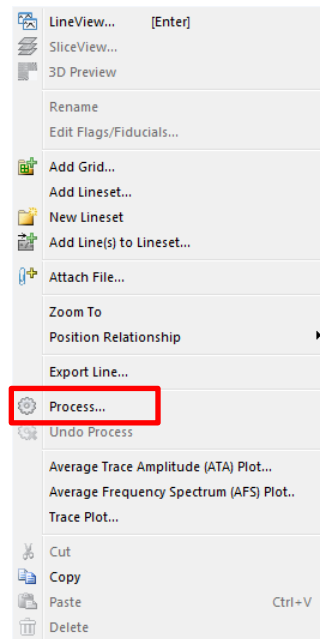 LineView... [Enter]
SliceView...
3D Preview
Rename
Edit Flags/Fiducials...
Add Grid...
Add Lineset...
New Lineset
Add Line(s) to Lineset...
Attach File...
Zoom To
Position Relationship
Export Line...
Process...
Undo Process
Average Trace Amplitude (ATA) Plot...
Average Frequency Spectrum (AFS) Plot..
Trace Plot...
Cut
Copy
Paste Ctrl+V
Delete